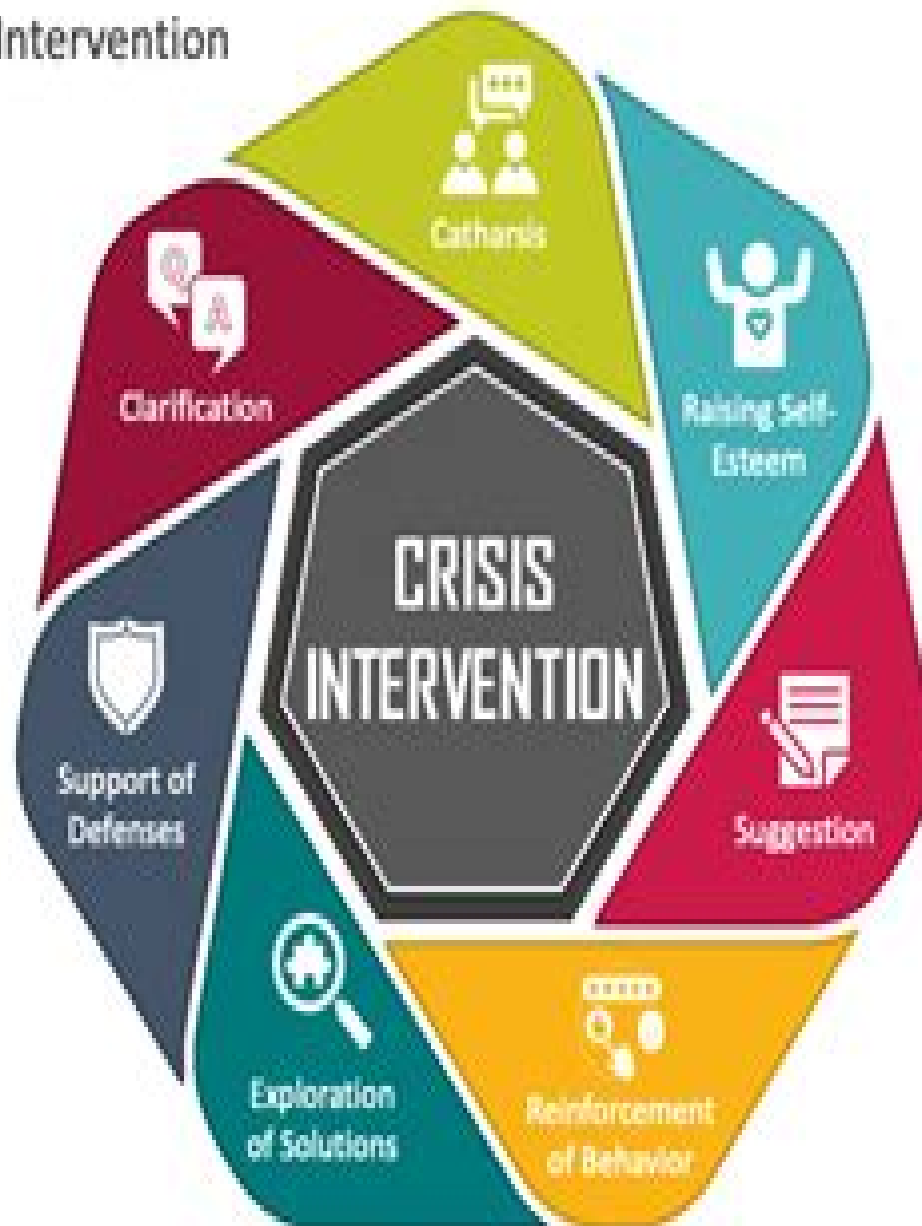 Intervention
Catharsis
Raising Self-
Esteem
Suggestion
Reinforcement
of Behavior
Exploration
of Solutions
Support of
Defenses
Clarification
Q
A
CRISIS
INTERVENTION